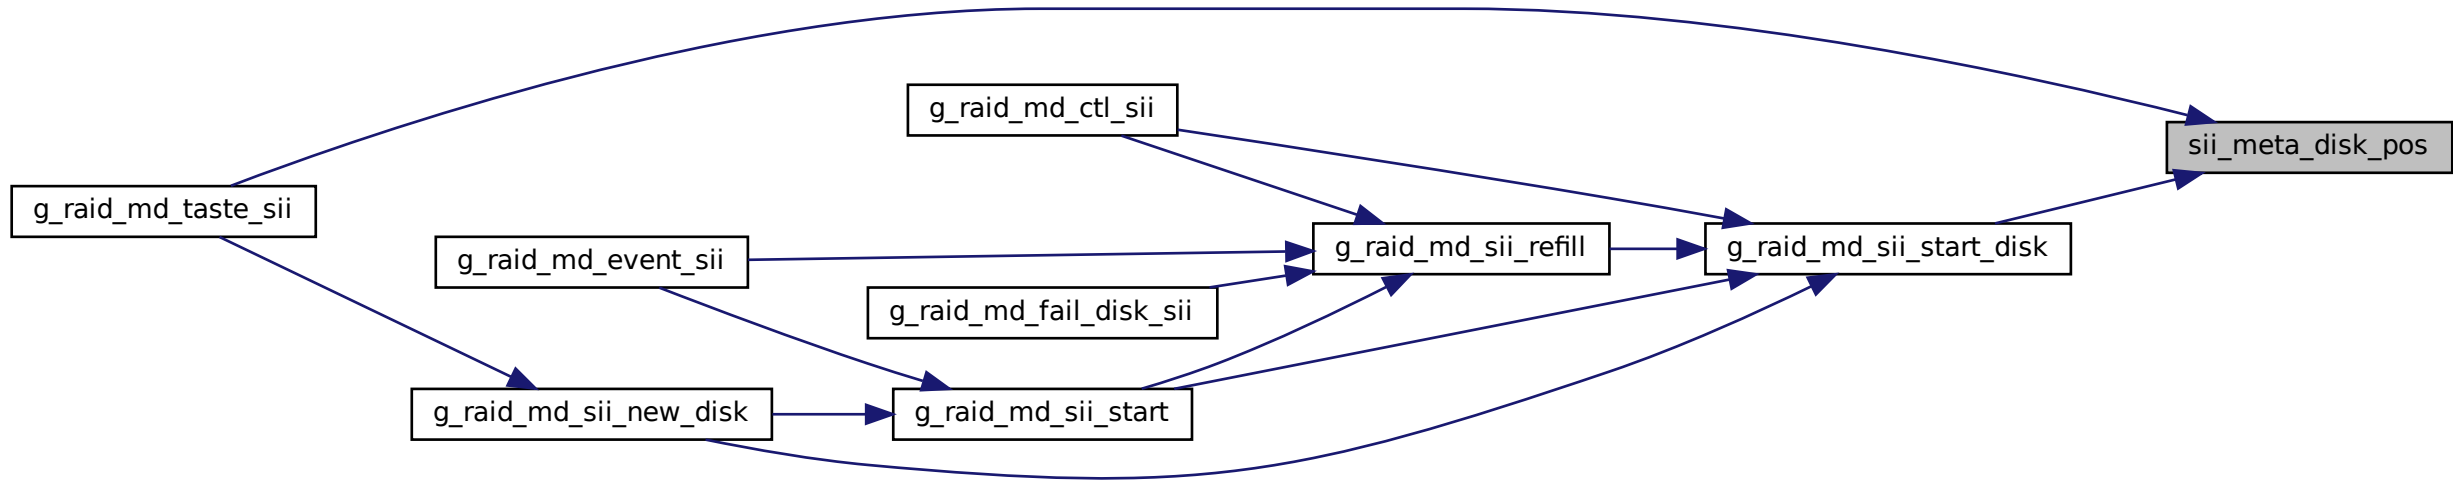 g_raid_md_ctl_sii
sii_meta_disk_pos
g_raid_md_taste_sii
g_raid_md_event_sii
g_raid_md_sii_refill
g_raid_md_sii_start_disk
g_raid_md_fail_disk_sii
g_raid_md_sii_new_disk
g_raid_md_sii_start